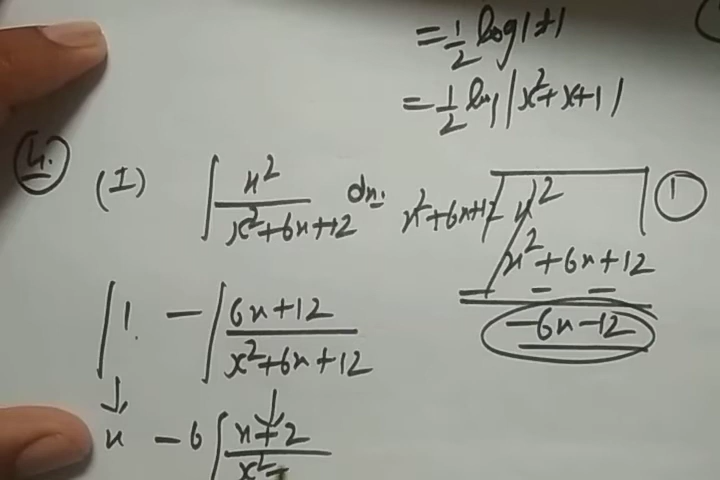 = 1/2 log |t|
= 1/2 log |x²+x+1|
4.
(I) ∫ x²/(x²+6x+12) dx.
x²+6x+12 ) x² ( 1
x²+6x+12
− − −
−6x−12
∫ 1. − ∫ (6x+12)/(x²+6x+12)
↓ ↓
x − 6 ∫ (x+2)/(x²+